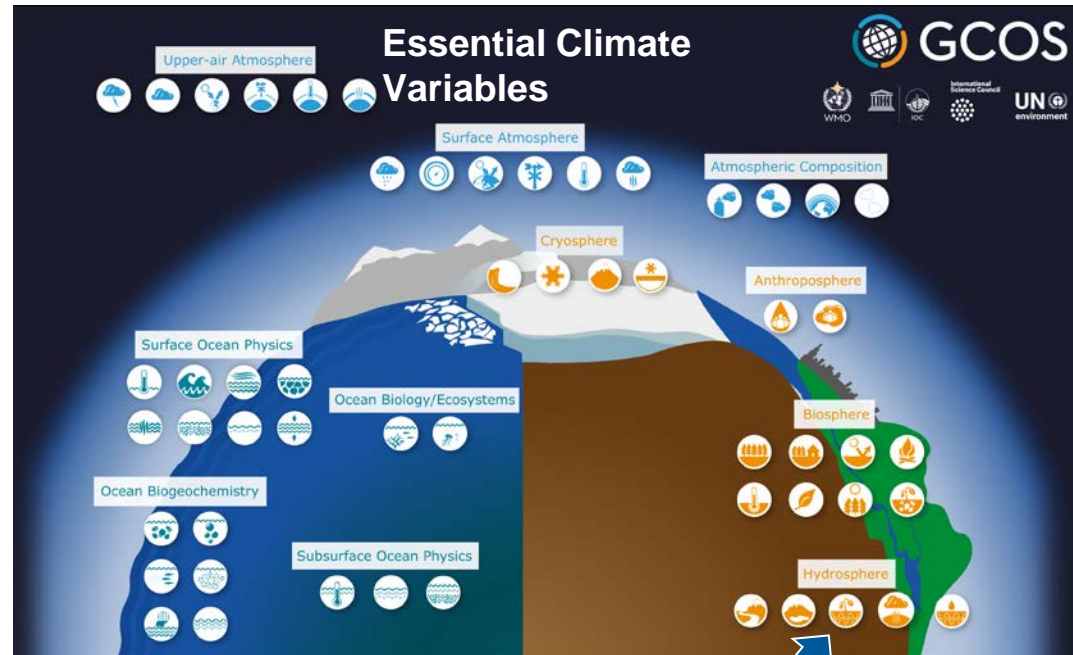 Essential Climate
Variables
GCOS
WMO
IOC
International
Science Council
UN
environment
Upper-air Atmosphere
Surface Atmosphere
Atmospheric Composition
Cryosphere
Anthroposphere
Surface Ocean Physics
Ocean Biology/Ecosystems
Biosphere
Ocean Biogeochemistry
Subsurface Ocean Physics
Hydrosphere